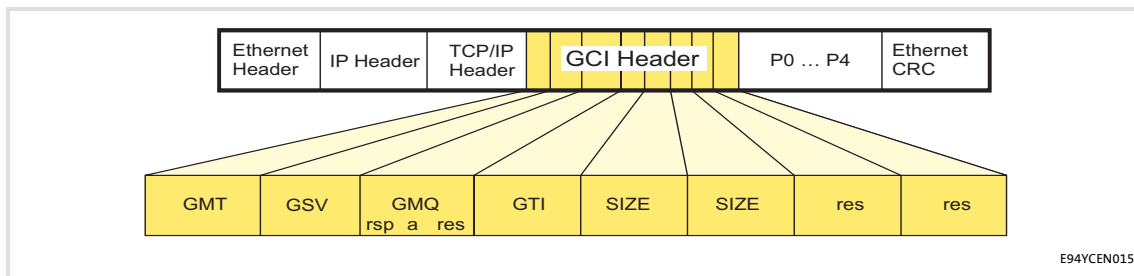 Ethernet Header
IP Header
TCP/IP Header
GCI Header
P0 … P4
Ethernet CRC
GMT
GSV
GMQ
rsp a res
GTI
SIZE
SIZE
res
res
E94YCEN015